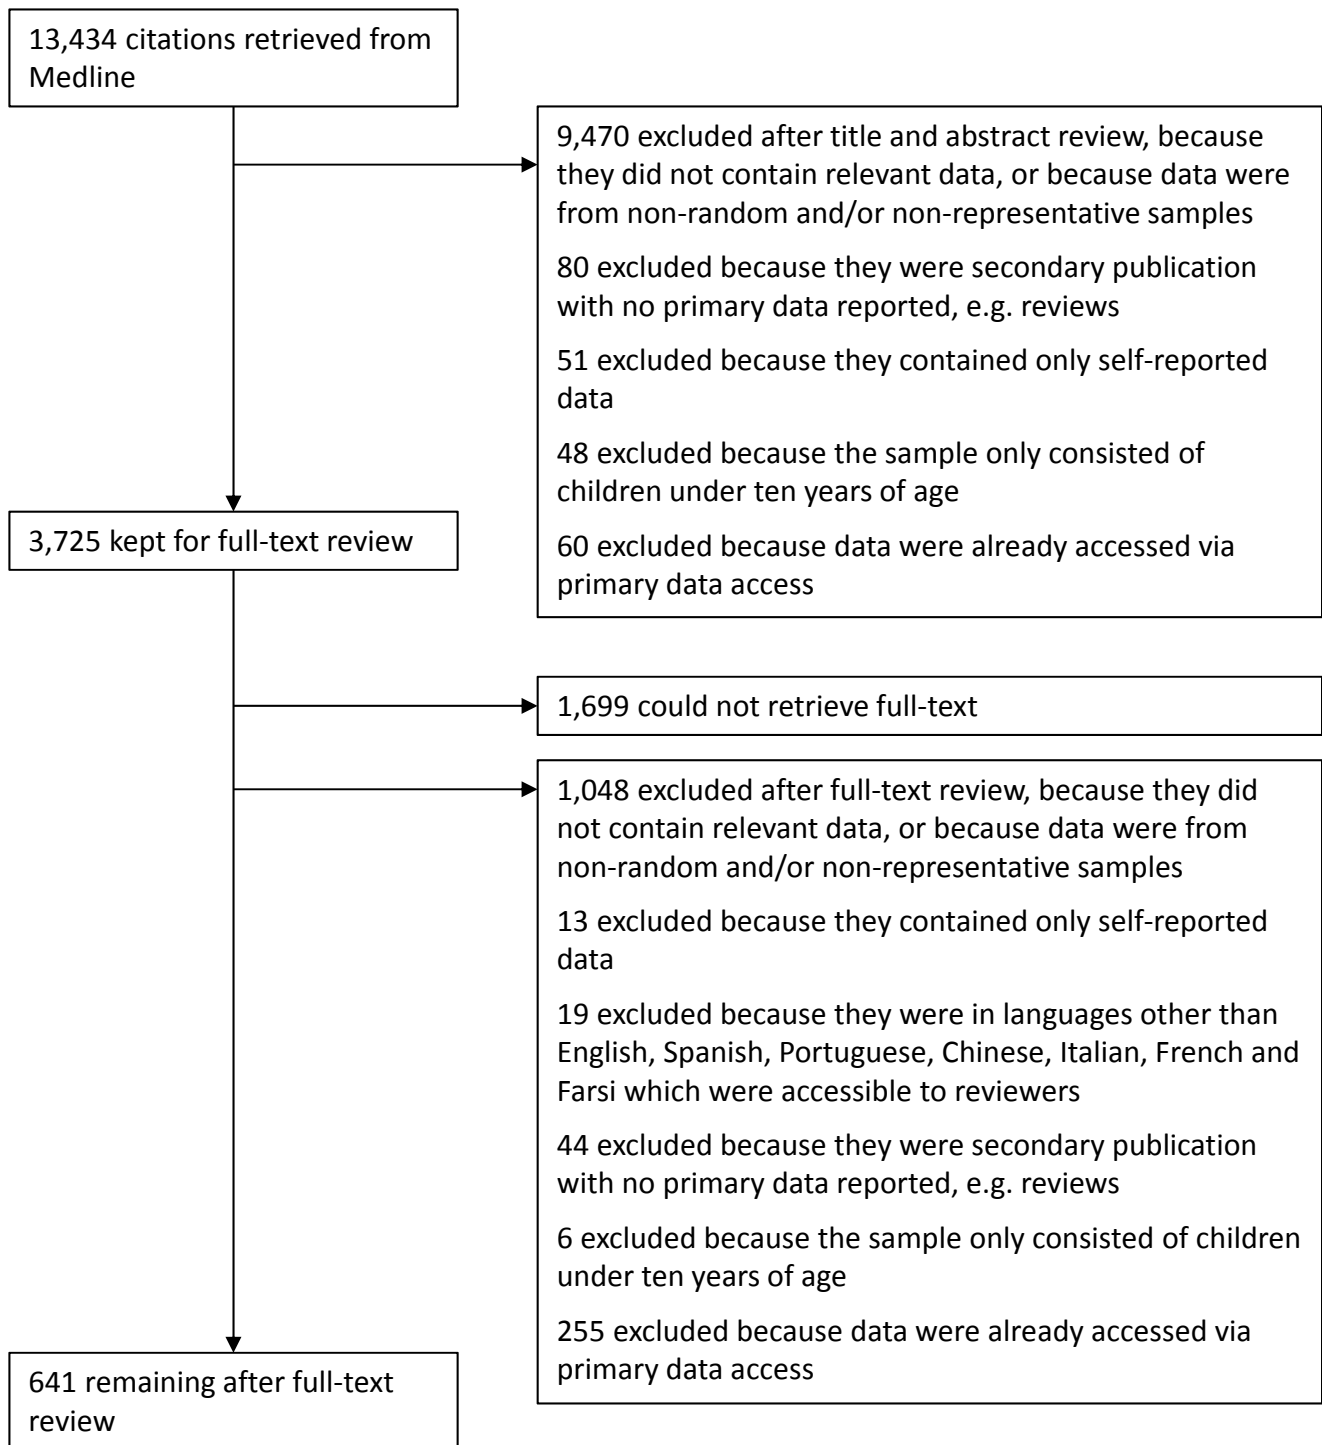 13,434 citations retrieved from
Medline
9,470 excluded after title and abstract review, because
they did not contain relevant data, or because data were
from non-random and/or non-representative samples
80 excluded because they were secondary publication
with no primary data reported, e.g. reviews
51 excluded because they contained only self-reported
data
48 excluded because the sample only consisted of
children under ten years of age
60 excluded because data were already accessed via
primary data access
3,725 kept for full-text review
1,699 could not retrieve full-text
1,048 excluded after full-text review, because they did
not contain relevant data, or because data were from
non-random and/or non-representative samples
13 excluded because they contained only self-reported
data
19 excluded because they were in languages other than
English, Spanish, Portuguese, Chinese, Italian, French and
Farsi which were accessible to reviewers
44 excluded because they were secondary publication
with no primary data reported, e.g. reviews
6 excluded because the sample only consisted of children
under ten years of age
255 excluded because data were already accessed via
primary data access
641 remaining after full-text
review